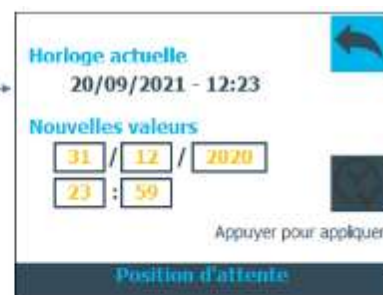 Horloge actuelle
20/09/2021 - 12:23
Nouvelles valeurs
31 / 12 / 2020
23 : 59
Appuyer pour appliquer
Position d'attente